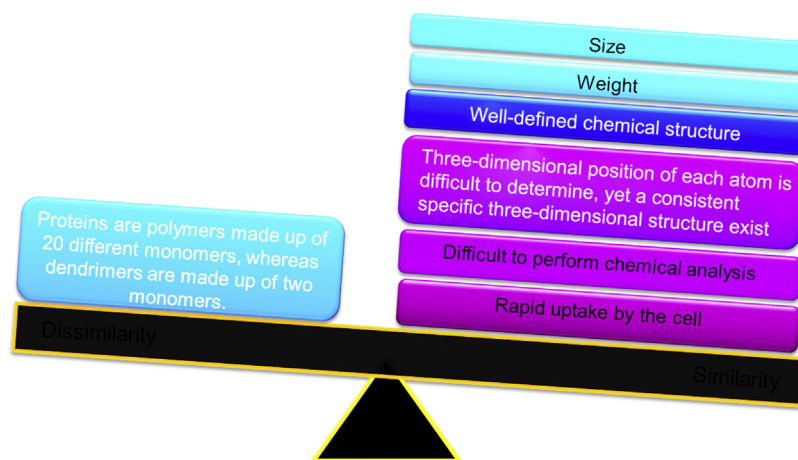 Size
Weight
Well-defined chemical structure
Three-dimensional position of each atom is
difficult to determine, yet a consistent
specific three-dimensional structure exist
Difficult to perform chemical analysis
Rapid uptake by the cell
Proteins are polymers made up of
20 different monomers, whereas
dendrimers are made up of two
monomers.
Dissimilarity
Similarity